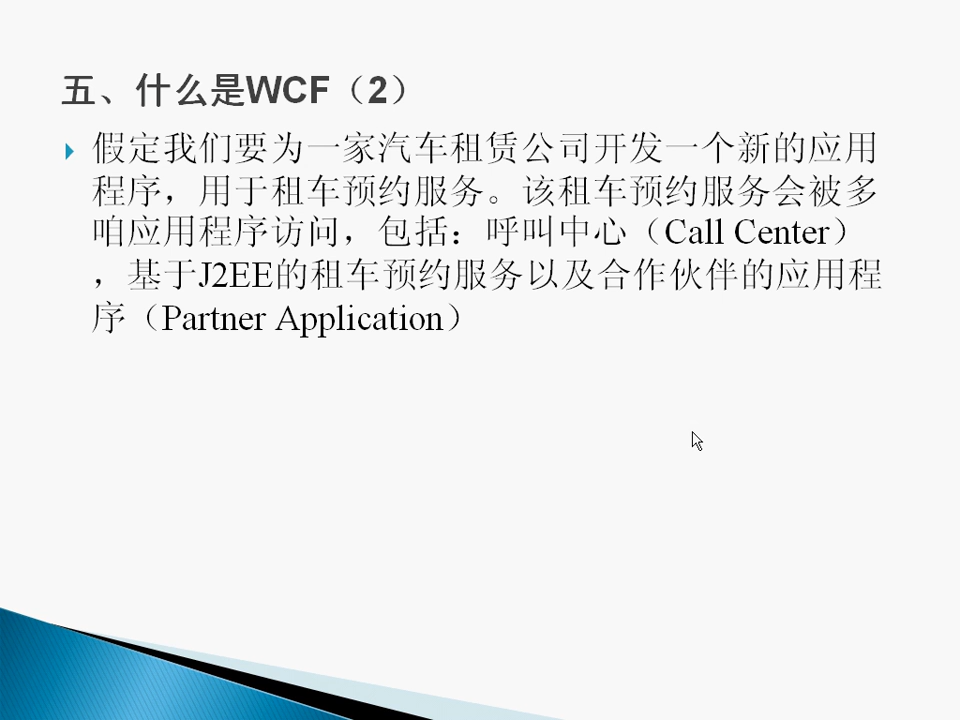 五、什么是WCF（2）
假定我们要为一家汽车租赁公司开发一个新的应用
程序，用于租车预约服务。该租车预约服务会被多
咱应用程序访问，包括：呼叫中心（Call Center）
，基于J2EE的租车预约服务以及合作伙伴的应用程
序（Partner Application）